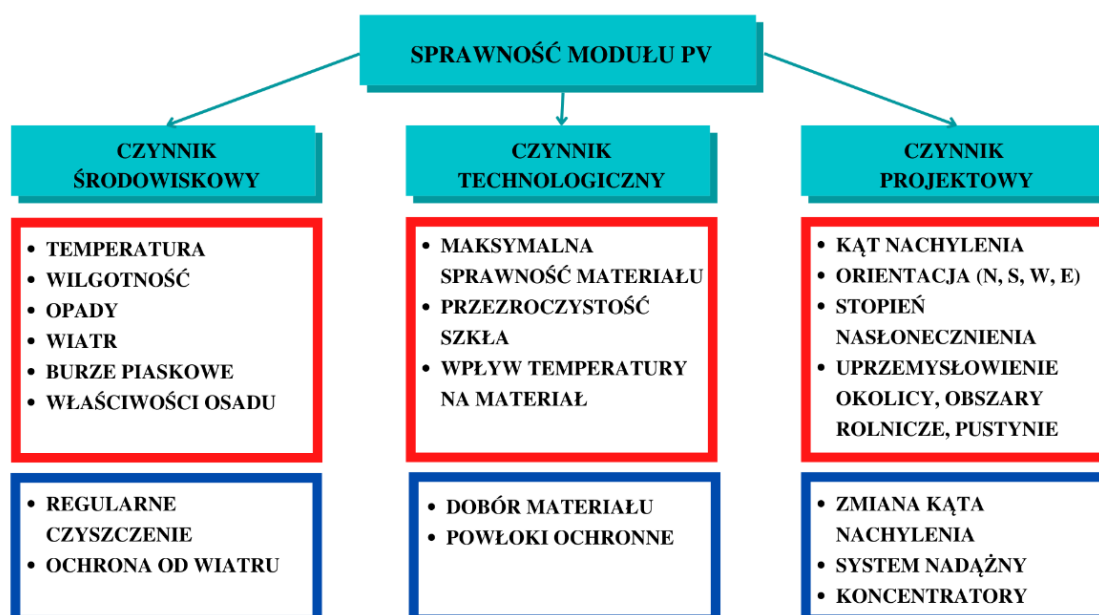 SPRAWNOŚĆ MODUŁU PV
CZYNNIK
ŚRODOWISKOWY
• TEMPERATURA
• WILGOTNOŚĆ
• OPADY
• WIATR
• BURZE PIASKOWE
• WŁAŚCIWOŚCI OSADU
• REGULARNE
CZYSZCZENIE
• OCHRONA OD WIATRU
CZYNNIK
TECHNOLOGICZNY
• MAKSYMALNA
SPRAWNOŚĆ MATERIAŁU
• PRZEZROCZYSTOŚĆ
SZKŁA
• WPŁYW TEMPERATURY
NA MATERIAŁ
• DOBÓR MATERIAŁU
• POWŁOKI OCHRONNE
CZYNNIK
PROJEKTOWY
• KĄT NACHYLENIA
• ORIENTACJA (N, S, W, E)
• STOPIEŃ
NASŁONECZNIENIA
• UPRZEMYSŁOWIENIE
OKOLICY, OBSZARY
ROLNICZE, PUSTYNIE
• ZMIANA KĄTA
NACHYLENIA
• SYSTEM NADĄŻNY
• KONCENTRATORY